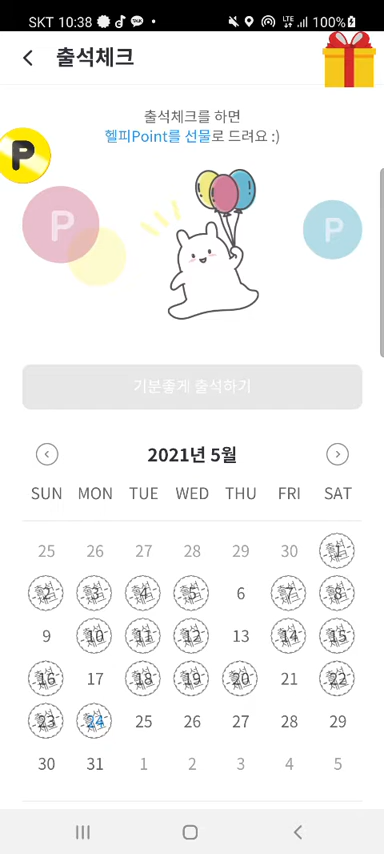 SKT 10:38 LTE 100%
출석체크
출석체크를 하면
헬피Point를 선물로 드려요 :)
P
P
P
기분좋게 출석하기
2021년 5월
SUN MON TUE WED THU FRI SAT
25 26 27 28 29 30 1
2 3 4 5 6 7 8
9 10 11 12 13 14 15
16 17 18 19 20 21 22
23 24 25 26 27 28 29
30 31 1 2 3 4 5